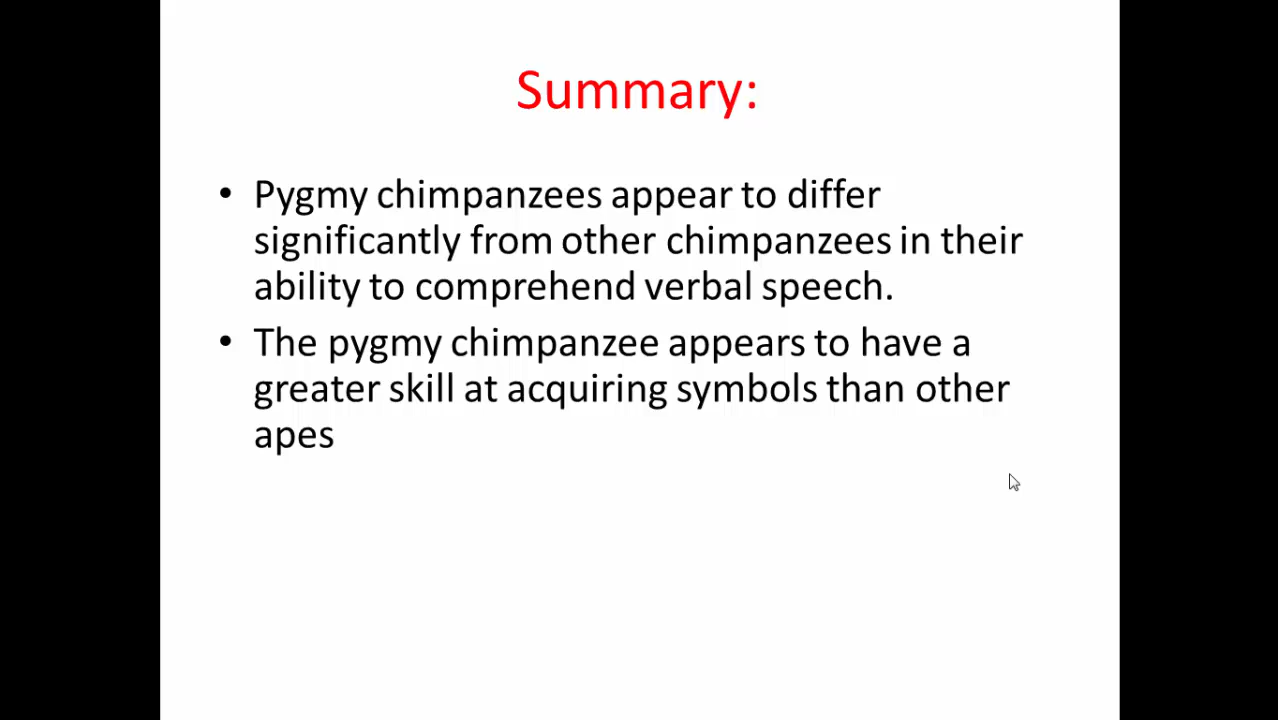 Summary:
• Pygmy chimpanzees appear to differ
significantly from other chimpanzees in their
ability to comprehend verbal speech.
• The pygmy chimpanzee appears to have a
greater skill at acquiring symbols than other
apes